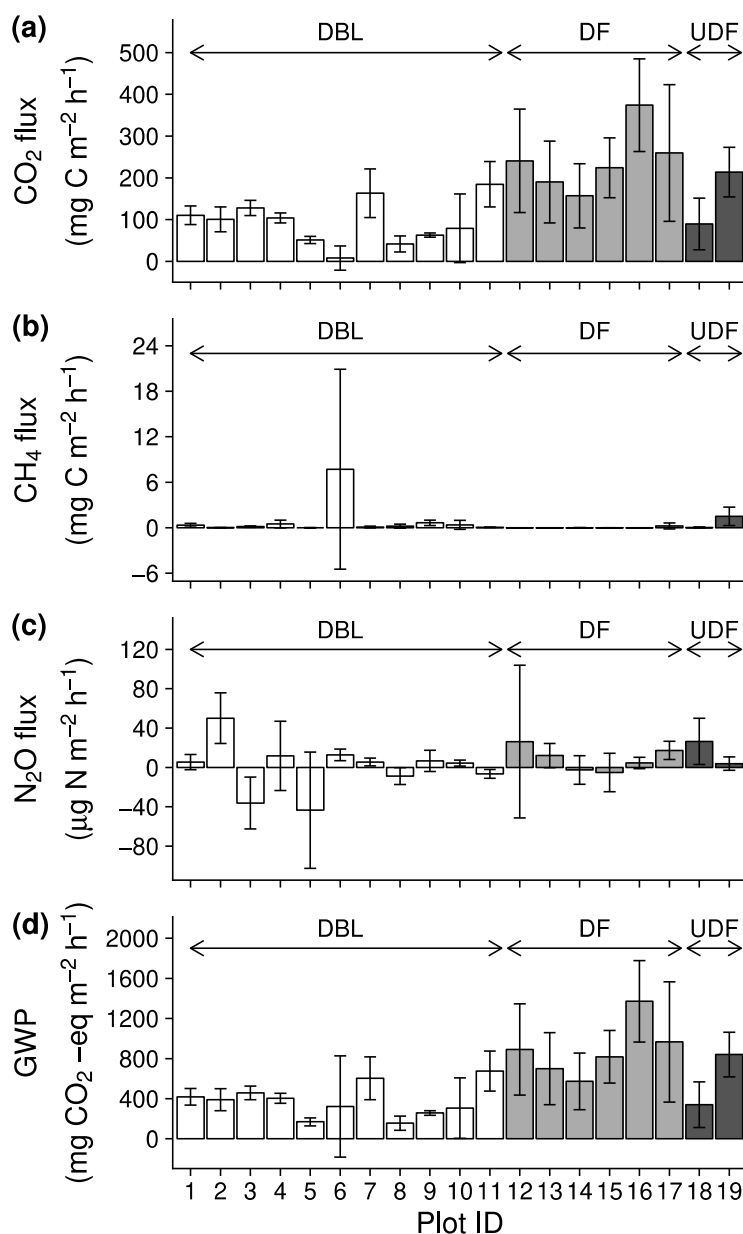 (a)
DBL DF UDF
500
400
300
200
100
0
CO2 flux
(mg C m−2 h−1)
(b)
DBL DF UDF
24
18
12
6
0
−6
CH4 flux
(mg C m−2 h−1)
(c)
DBL DF UDF
120
80
40
0
−40
−80
N2O flux
(μg N m−2 h−1)
(d)
DBL DF UDF
2000
1600
1200
800
400
0
GWP
(mg CO2 −eq m−2 h−1)
1 2 3 4 5 6 7 8 9 10 11 12 13 14 15 16 17 18 19
Plot ID